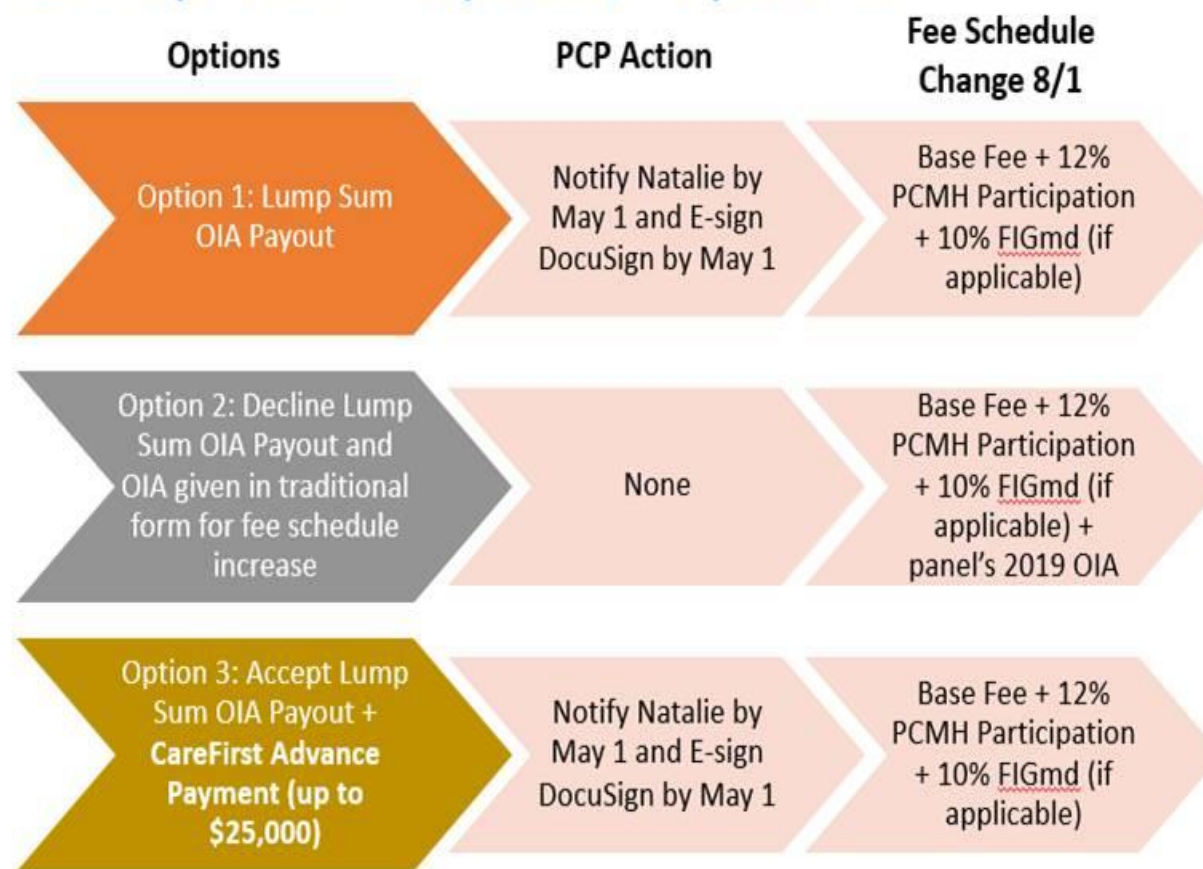 Options
PCP Action
Fee Schedule
Change 8/1
Option 1: Lump Sum
OIA Payout
Notify Natalie by
May 1 and E-sign
DocuSign by May 1
Base Fee + 12%
PCMH Participation
+ 10% FIGmd (if
applicable)
Option 2: Decline Lump
Sum OIA Payout and
OIA given in traditional
form for fee schedule
increase
None
Base Fee + 12%
PCMH Participation
+ 10% FIGmd (if
applicable) +
panel's 2019 OIA
Option 3: Accept Lump
Sum OIA Payout +
CareFirst Advance
Payment (up to
$25,000)
Notify Natalie by
May 1 and E-sign
DocuSign by May 1
Base Fee + 12%
PCMH Participation
+ 10% FIGmd (if
applicable)